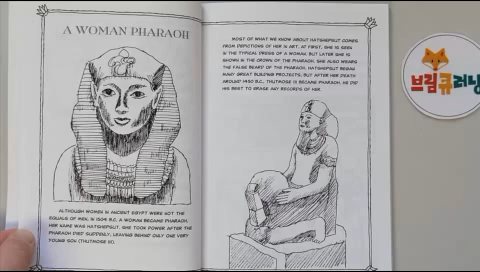 A WOMAN PHARAOH
ALTHOUGH WOMEN IN ANCIENT EGYPT WERE NOT THE
EQUALS OF MEN, IN 1504 B.C. A WOMAN BECAME PHARAOH.
HER NAME WAS HATSHEPSUT. SHE TOOK POWER AFTER THE
PHARAOH DIED SUDDENLY, LEAVING BEHIND ONLY ONE VERY
YOUNG SON (THUTMOSE III).
MOST OF WHAT WE KNOW ABOUT HATSHEPSUT COMES
FROM DEPICTIONS OF HER IN ART. AT FIRST, SHE IS SEEN
IN THE TYPICAL DRESS OF A WOMAN, BUT LATER SHE IS
SHOWN IN THE CROWN OF THE PHARAOH. SHE ALSO WEARS
THE FALSE BEARD OF THE PHARAOH. HATSHEPSUT BEGAN
MANY GREAT BUILDING PROJECTS, BUT AFTER HER DEATH
AROUND 1450 B.C., THUTMOSE III BECAME PHARAOH. HE DID
HIS BEST TO ERASE ANY RECORDS OF HER.
브림큐러닝